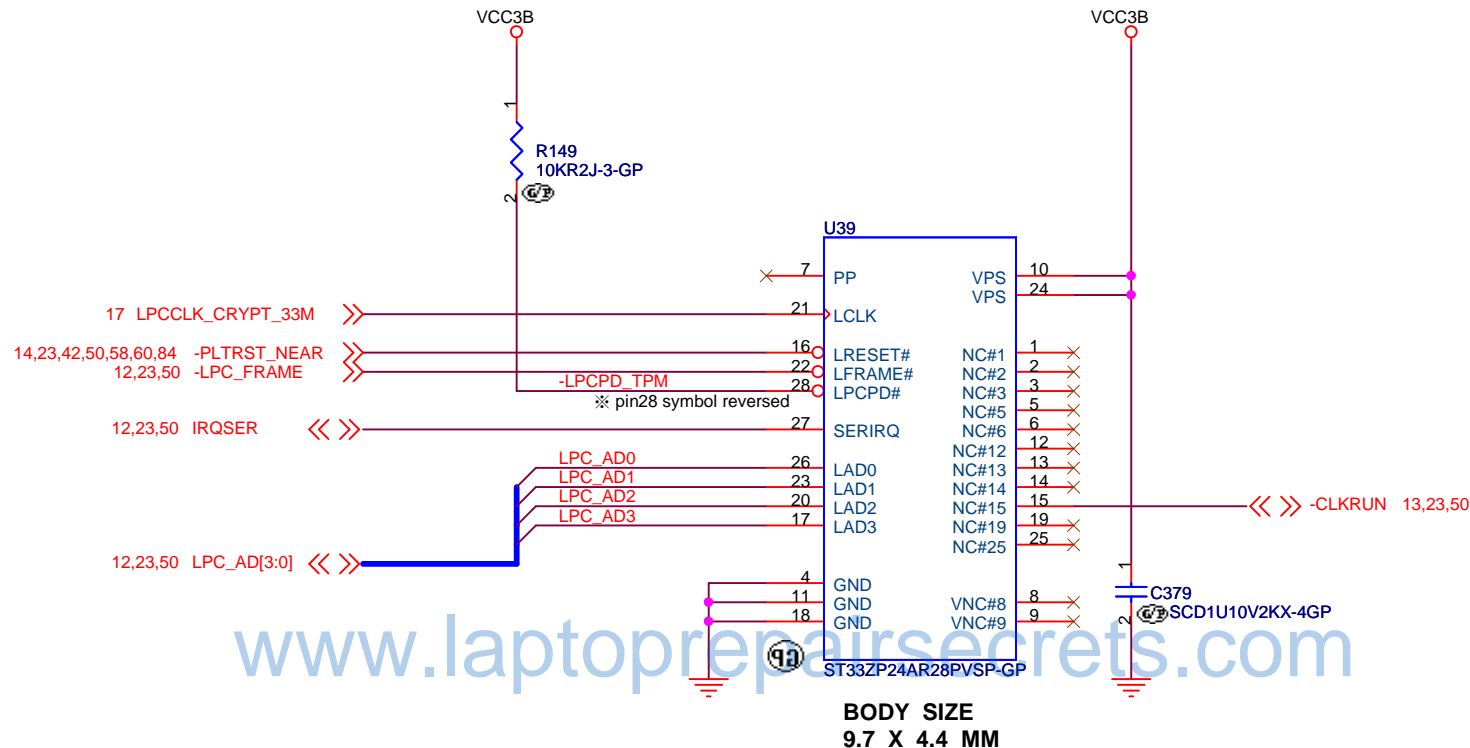 VCC3B
VCC3B
1
R149
10KR2J-3-GP
2
G/P
U39
7 PP
VPS 10
VPS 24
17 LPCCLK_CRYPT_33M
21 LCLK
14,23,42,50,58,60,84 -PLTRST_NEAR
16 LRESET#
NC#1 1
12,23,50 -LPC_FRAME
22 LFRAME#
NC#2 2
-LPCPD_TPM
28 LPCPD#
NC#3 3
※ pin28 symbol reversed
NC#5 5
12,23,50 IRQSER
27 SERIRQ
NC#6 6
NC#12 12
LPC_AD0
26 LAD0
NC#13 13
LPC_AD1
23 LAD1
NC#14 14
LPC_AD2
20 LAD2
NC#15 15
-CLKRUN 13,23,50
LPC_AD3
17 LAD3
NC#19 19
NC#25 25
12,23,50 LPC_AD[3:0]
4 GND
11 GND
VNC#8 8
18 GND
VNC#9 9
1
C379
G/P
SCD1U10V2KX-4GP
2
www.laptoprepairsecrets.com
ST33ZP24AR28PVSP-GP
BODY SIZE
9.7 X 4.4 MM